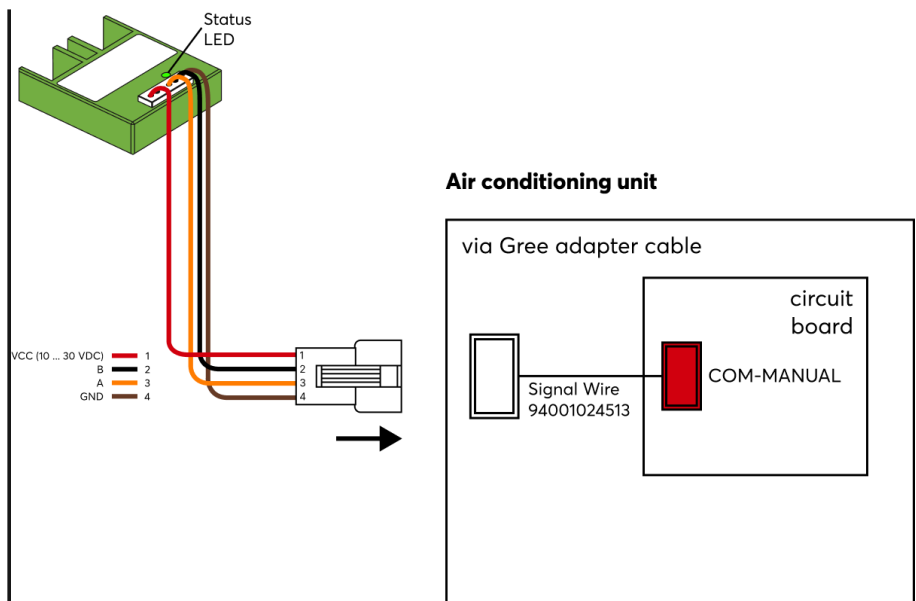 Status
LED
Air conditioning unit
via Gree adapter cable
circuit
board
VCC (10 ... 30 VDC) 1
B 2
A 3
GND 4
1
2
3
4
Signal Wire
94001024513
COM-MANUAL